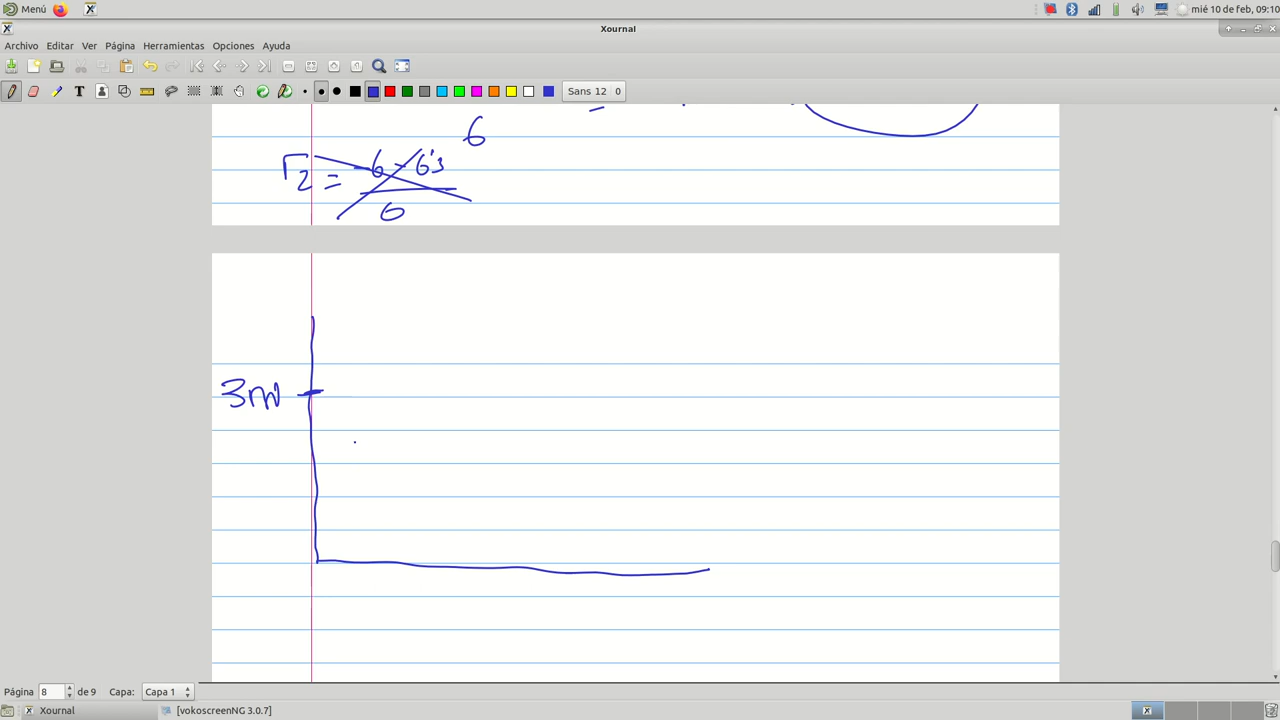 Menú mié 10 de feb, 09:10
Xournal
Archivo Editar Ver Página Herramientas Opciones Ayuda
T Sans 12 0
6
r2 = 6 - 6'3
6
3m
Página 8 de 9 Capa: Capa 1
Xournal [vokoscreenNG 3.0.7]